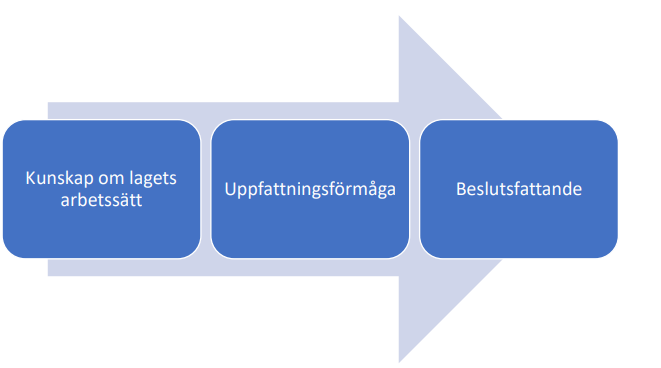 Kunskap om lagets
arbetssätt
Uppfattningsförmåga
Beslutsfattande